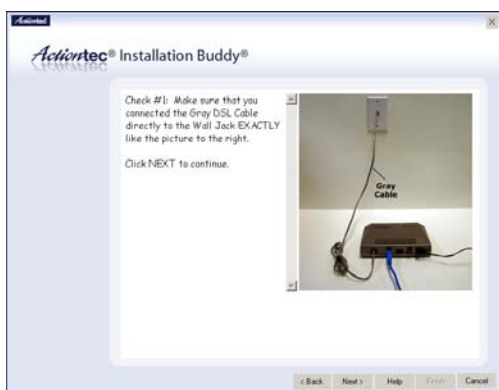 Actiontec
Actiontec® Installation Buddy®
Check #1: Make sure that you
connected the Gray DSL Cable
directly to the Wall Jack EXACTLY
like the picture to the right.
Click NEXT to continue.
Gray
Cable
< Back Next > Help Finish Cancel